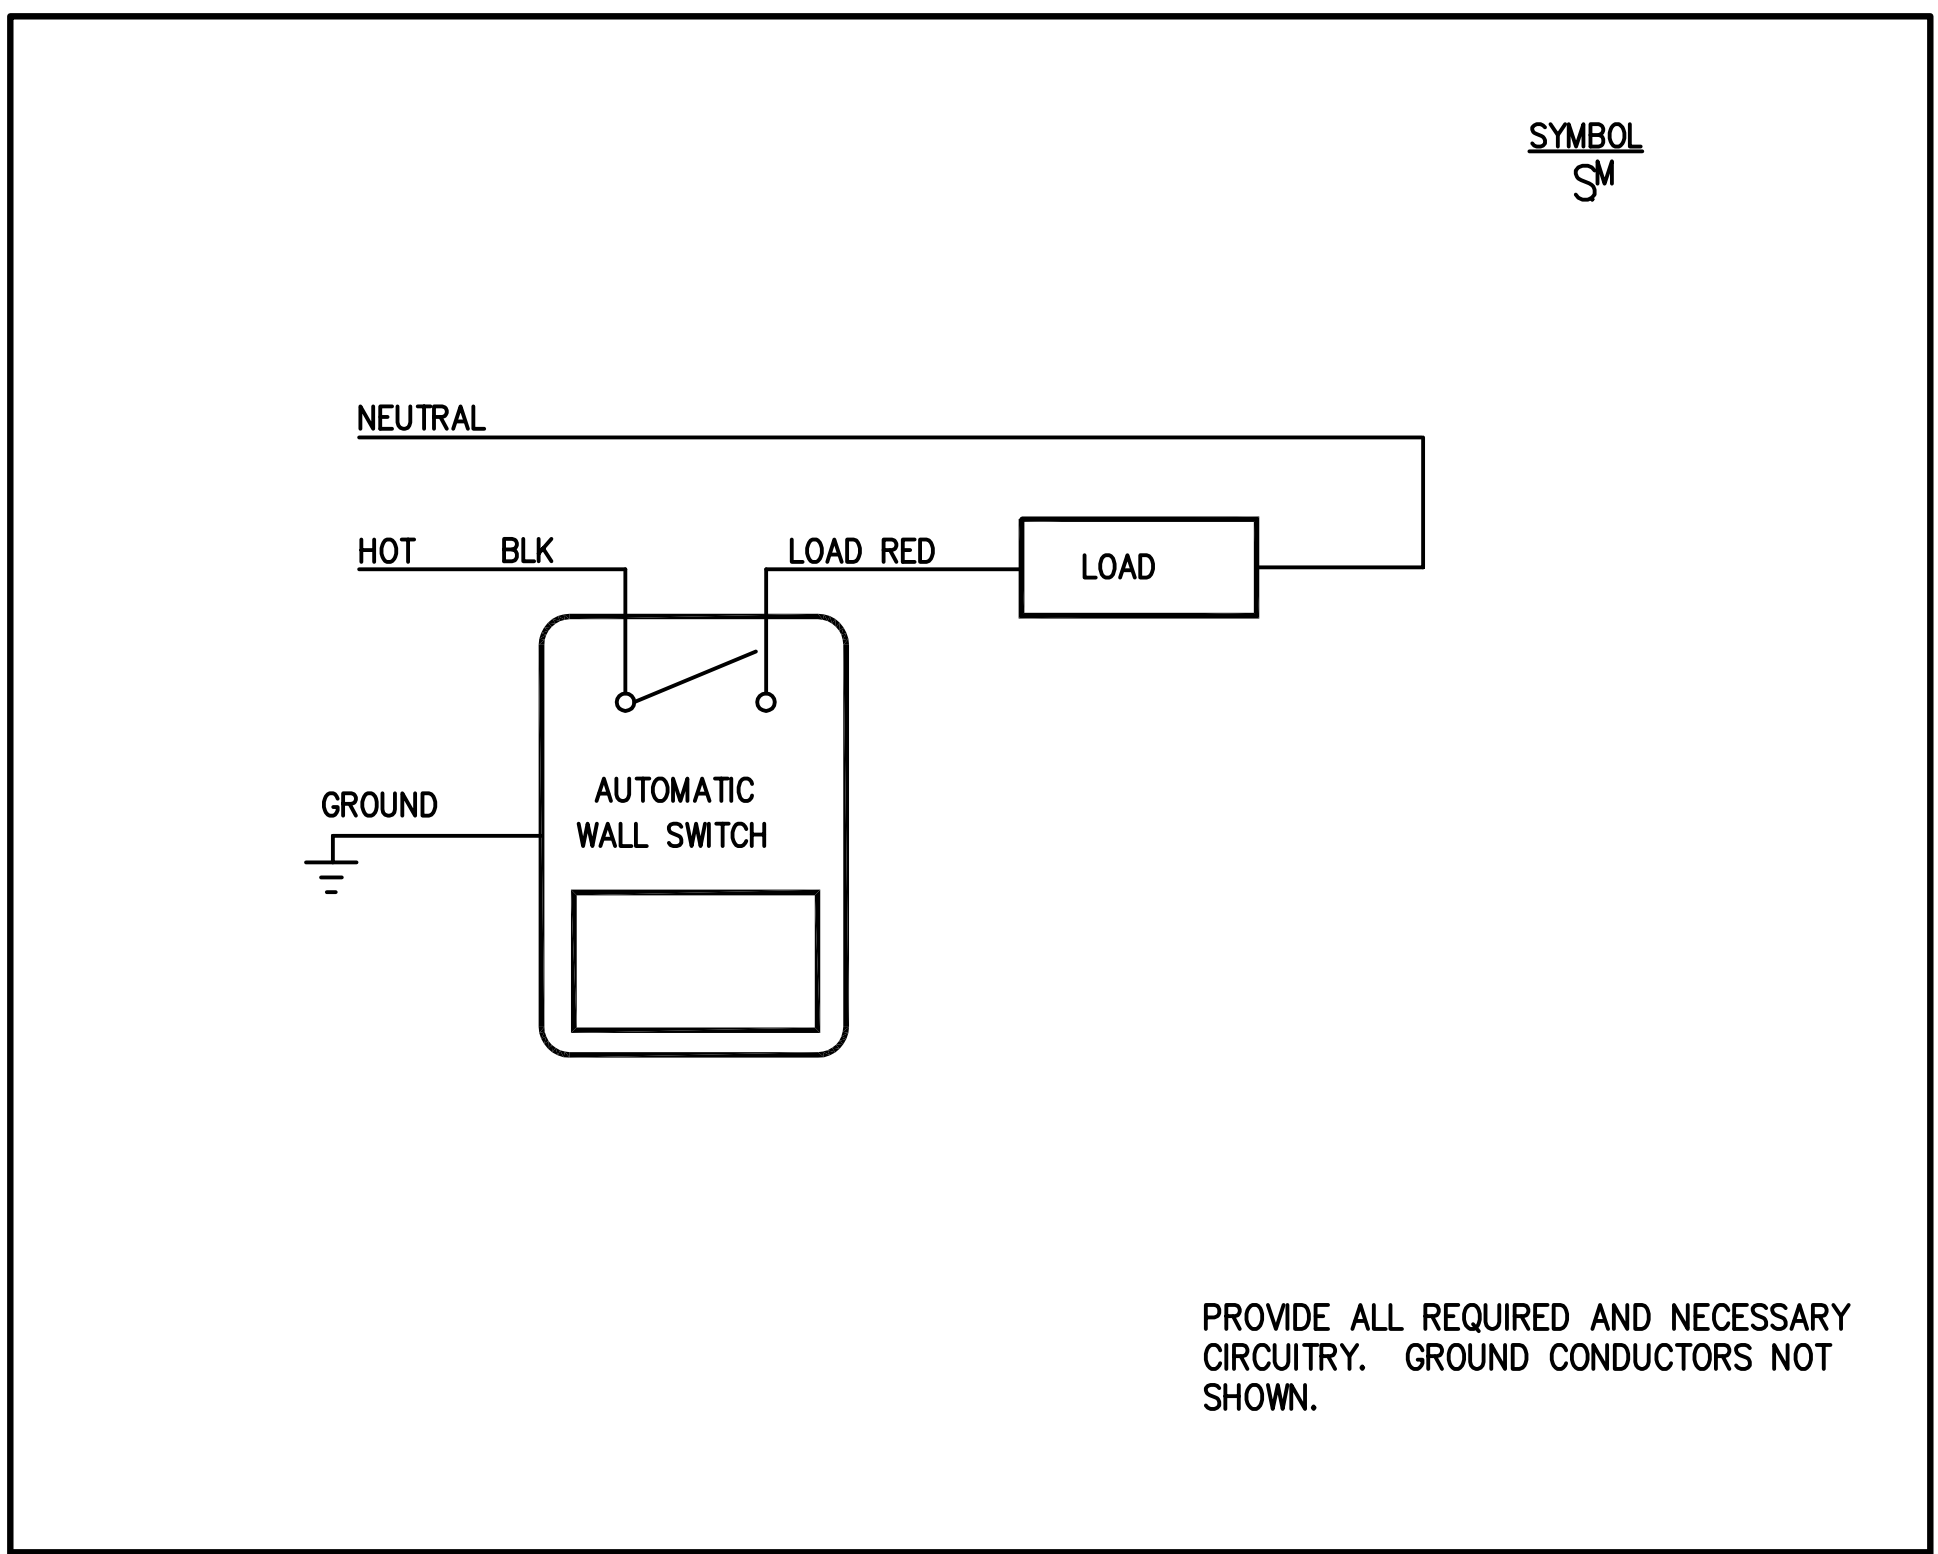 SYMBOL
SM
NEUTRAL
HOT BLK LOAD RED
LOAD
AUTOMATIC
WALL SWITCH
GROUND
PROVIDE ALL REQUIRED AND NECESSARY
CIRCUITRY. GROUND CONDUCTORS NOT
SHOWN.